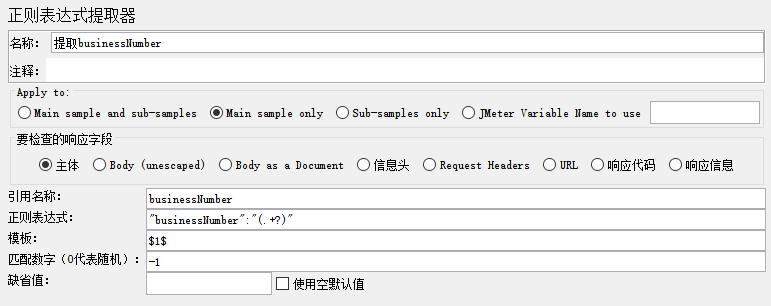 正则表达式提取器
名称： 提取businessNumber
注释：
Apply to:
Main sample and sub-samples Main sample only Sub-samples only JMeter Variable Name to use
要检查的响应字段
主体 Body (unescaped) Body as a Document 信息头 Request Headers URL 响应代码 响应信息
引用名称： businessNumber
正则表达式： "businessNumber":"(.+?)"
模板： $1$
匹配数字（0代表随机）： -1
缺省值： 使用空默认值